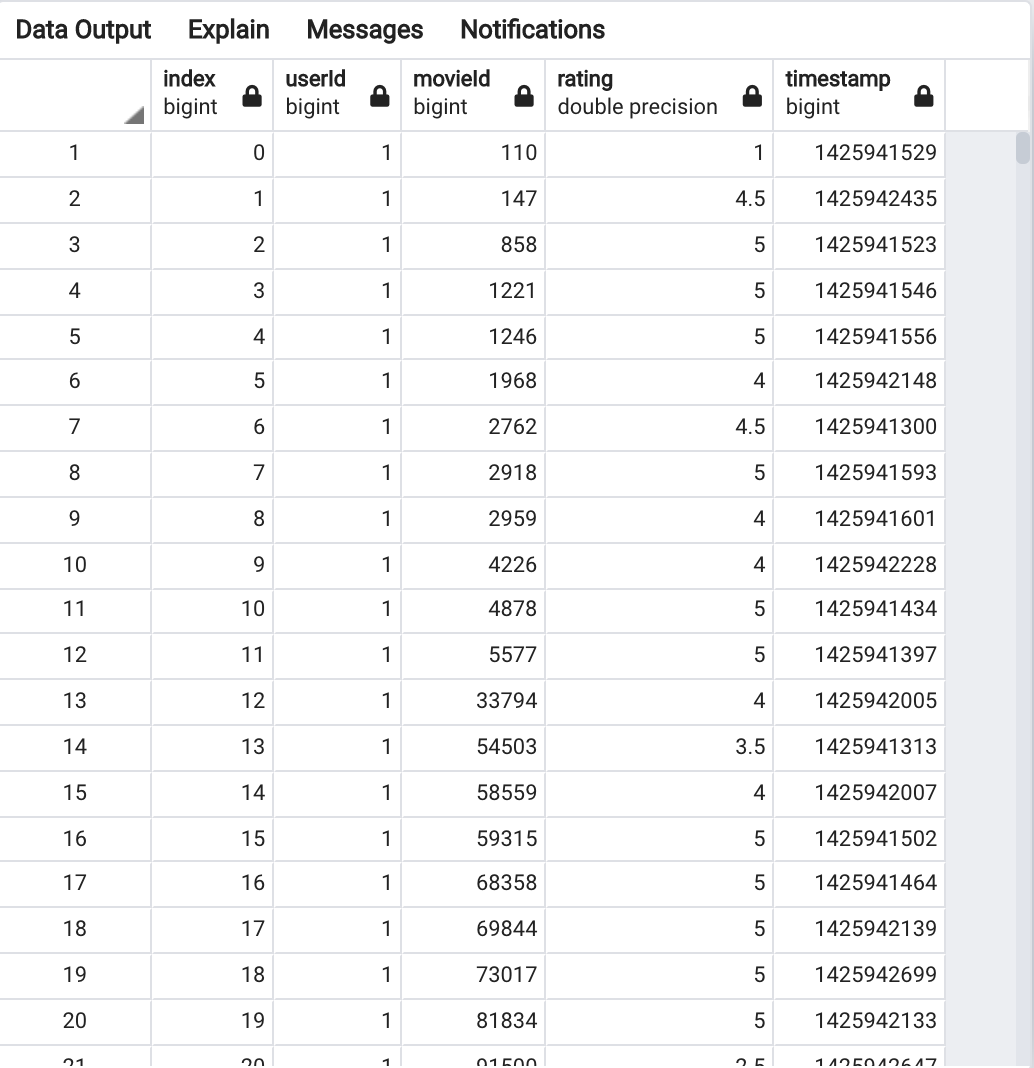 Data Output Explain Messages Notifications
index userId movieId rating timestamp
bigint bigint bigint double precision bigint
1 0 1 110 1 1425941529
2 1 1 147 4.5 1425942435
3 2 1 858 5 1425941523
4 3 1 1221 5 1425941546
5 4 1 1246 5 1425941556
6 5 1 1968 4 1425942148
7 6 1 2762 4.5 1425941300
8 7 1 2918 5 1425941593
9 8 1 2959 4 1425941601
10 9 1 4226 4 1425942228
11 10 1 4878 5 1425941434
12 11 1 5577 5 1425941397
13 12 1 33794 4 1425942005
14 13 1 54503 3.5 1425941313
15 14 1 58559 4 1425942007
16 15 1 59315 5 1425941502
17 16 1 68358 5 1425941464
18 17 1 69844 5 1425942139
19 18 1 73017 5 1425942699
20 19 1 81834 5 1425942133
21 20 1